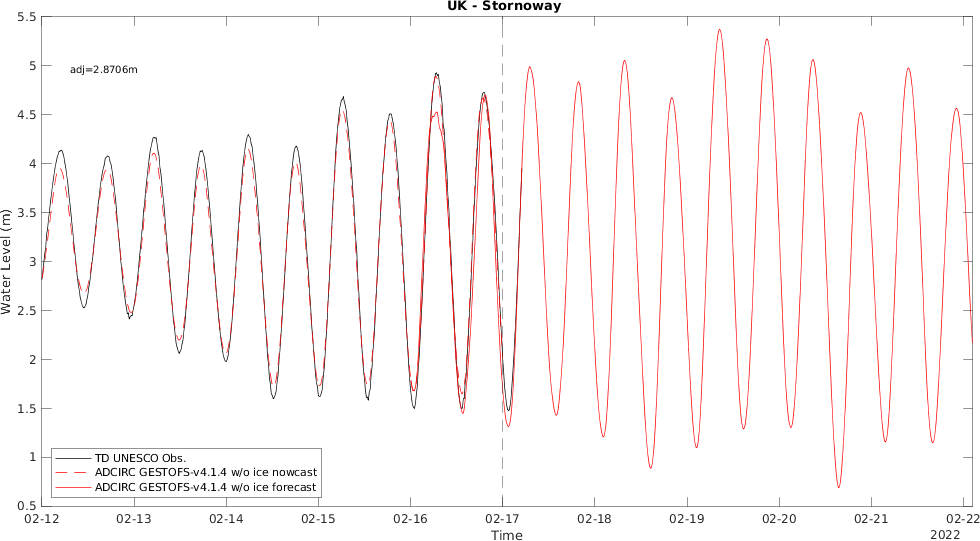 UK - Stornoway
adj=2.8706m
5.5
5
4.5
4
3.5
3
2.5
2
1.5
1
0.5
Water Level (m)
TD UNESCO Obs.
ADCIRC GESTOFS-v4.1.4 w/o ice nowcast
ADCIRC GESTOFS-v4.1.4 w/o ice forecast
02-12 02-13 02-14 02-15 02-16 02-17 02-18 02-19 02-20 02-21 02-22
Time
2022